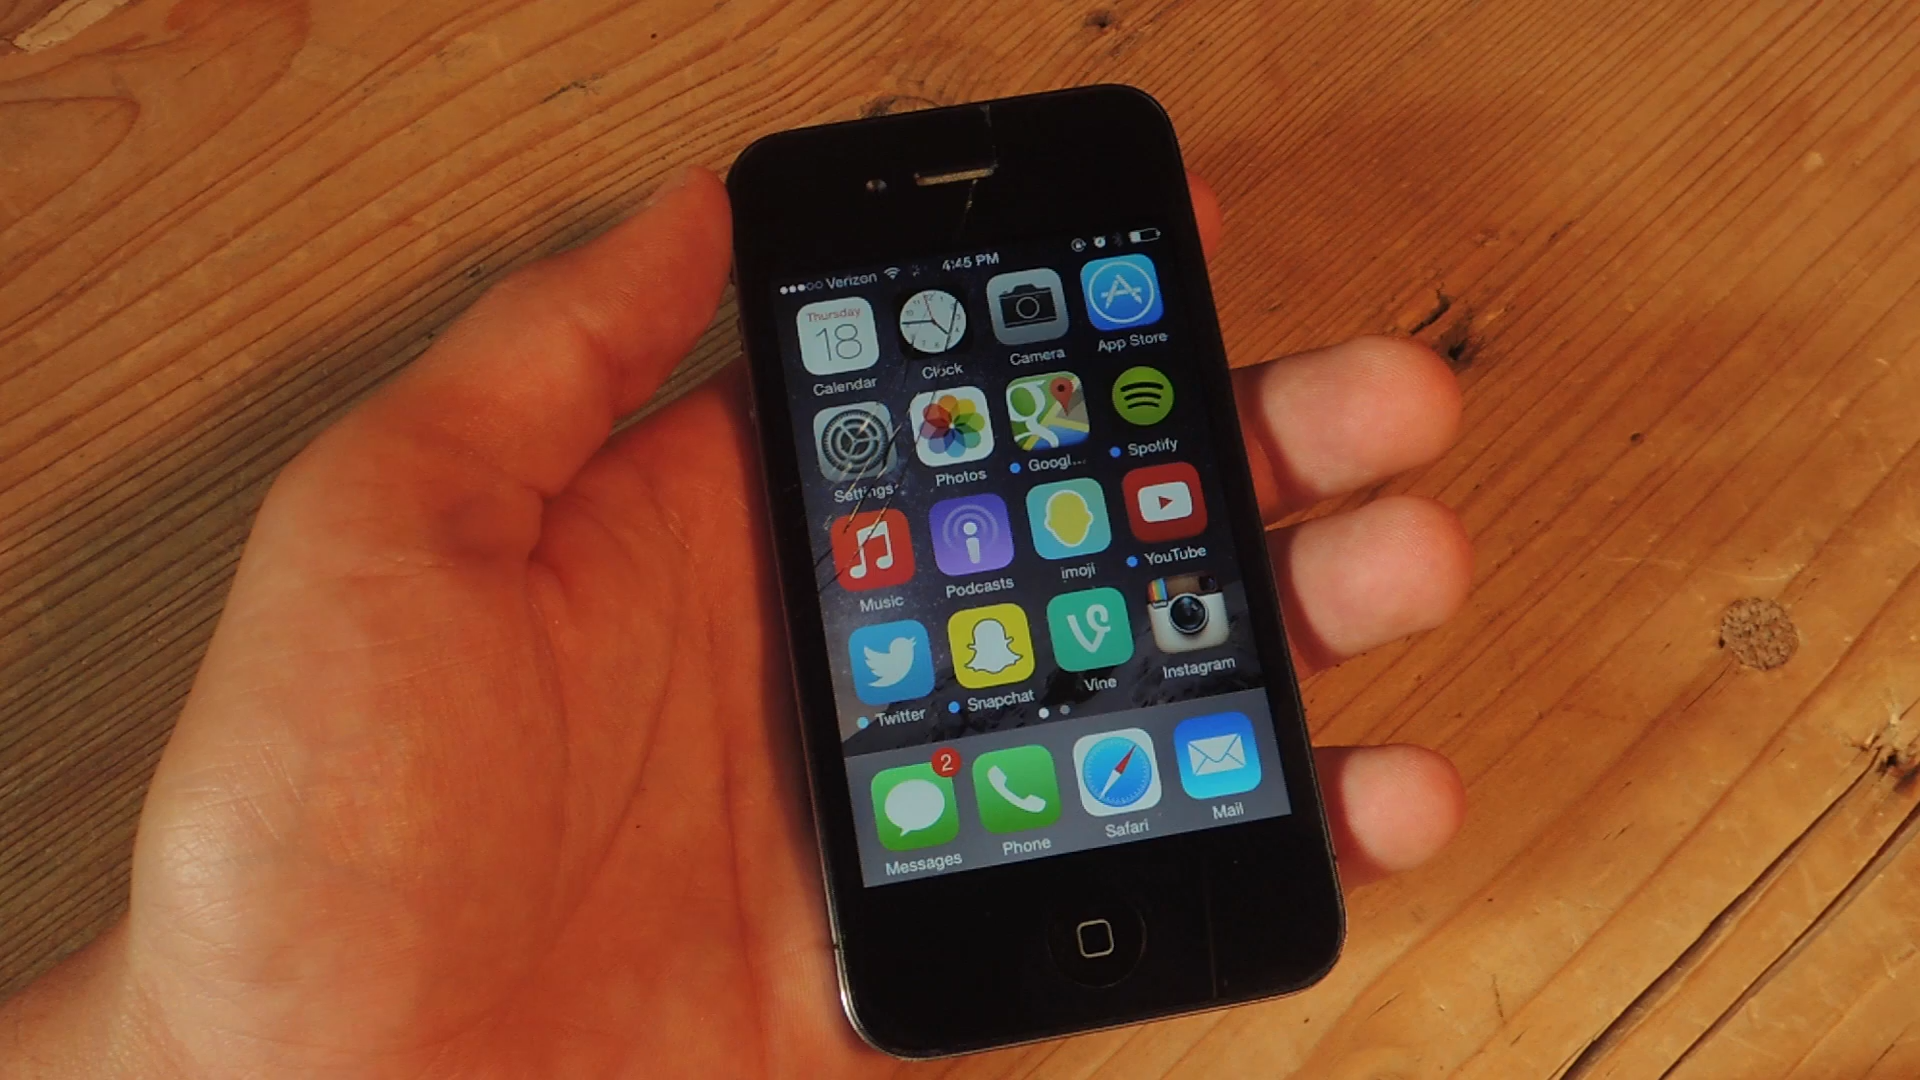 Verizon 4:45 PM
Thursday
18
Calendar Clock Camera App Store
Settings Photos Googl... Spotify
Music Podcasts imoji YouTube
Twitter Snapchat Vine Instagram
2
Messages Phone Safari Mail